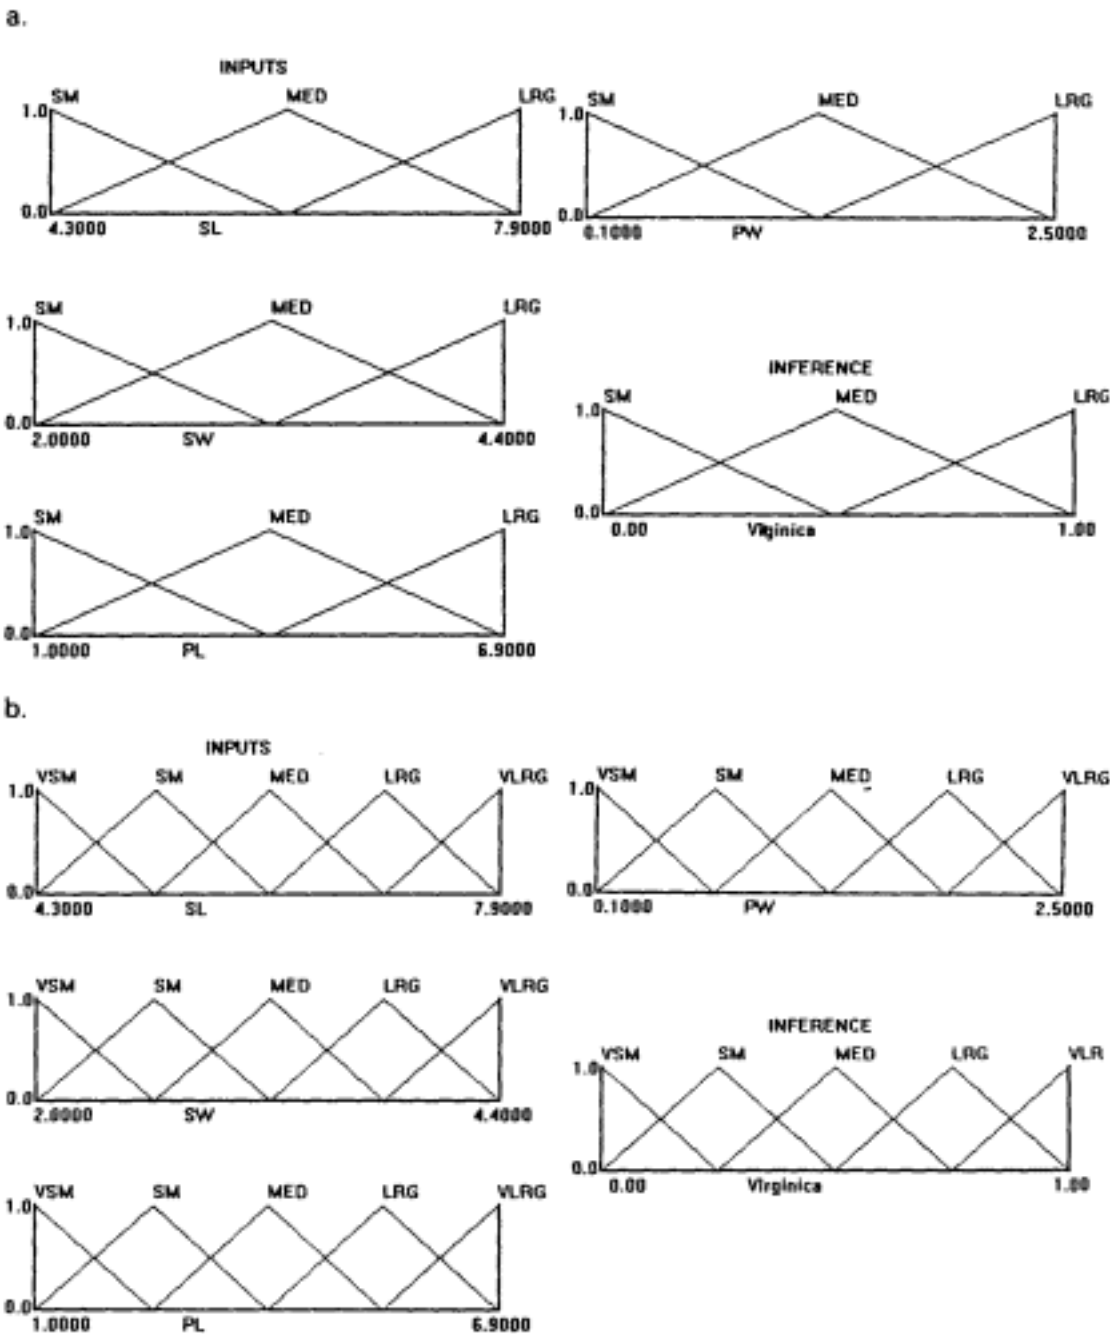 a.
INPUTS
SM MED LRG
1.0
0.0
4.3000 SL 7.9000
SM MED LRG
1.0
0.0
0.1000 PW 2.5000
SM MED LRG
1.0
0.0
2.0000 SW 4.4000
INFERENCE
SM MED LRG
1.0
0.0
0.00 Virginica 1.00
SM MED LRG
1.0
0.0
1.0000 PL 6.9000
b.
INPUTS
VSM SM MED LRG VLRG
1.0
0.0
4.3000 SL 7.9000
VSM SM MED LRG VLRG
1.0
0.0
0.1000 PW 2.5000
VSM SM MED LRG VLRG
1.0
0.0
2.0000 SW 4.4000
INFERENCE
VSM SM MED LRG VLR
1.0
0.0
0.00 Virginica 1.00
VSM SM MED LRG VLRG
1.0
0.0
1.0000 PL 6.9000